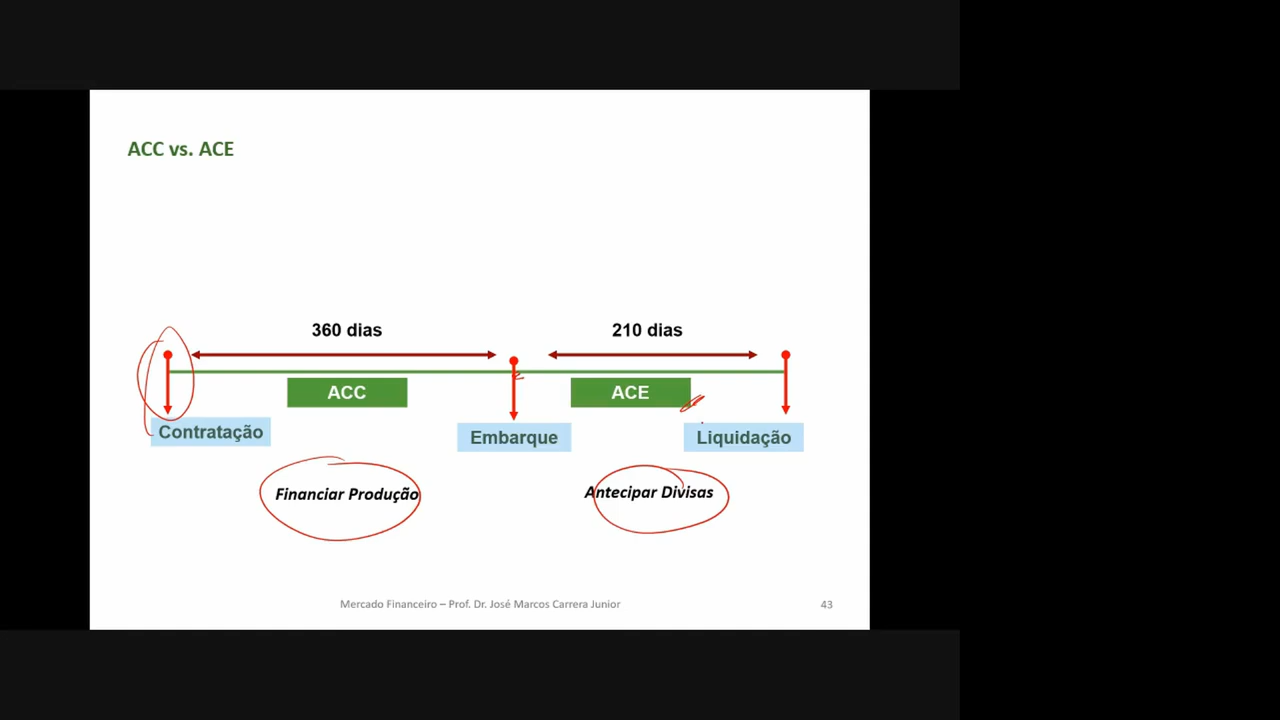 ACC vs. ACE
360 dias
210 dias
ACC
ACE
Contratação
Embarque
Liquidação
Financiar Produção
Antecipar Divisas
Mercado Financeiro – Prof. Dr. José Marcos Carrera Junior
43